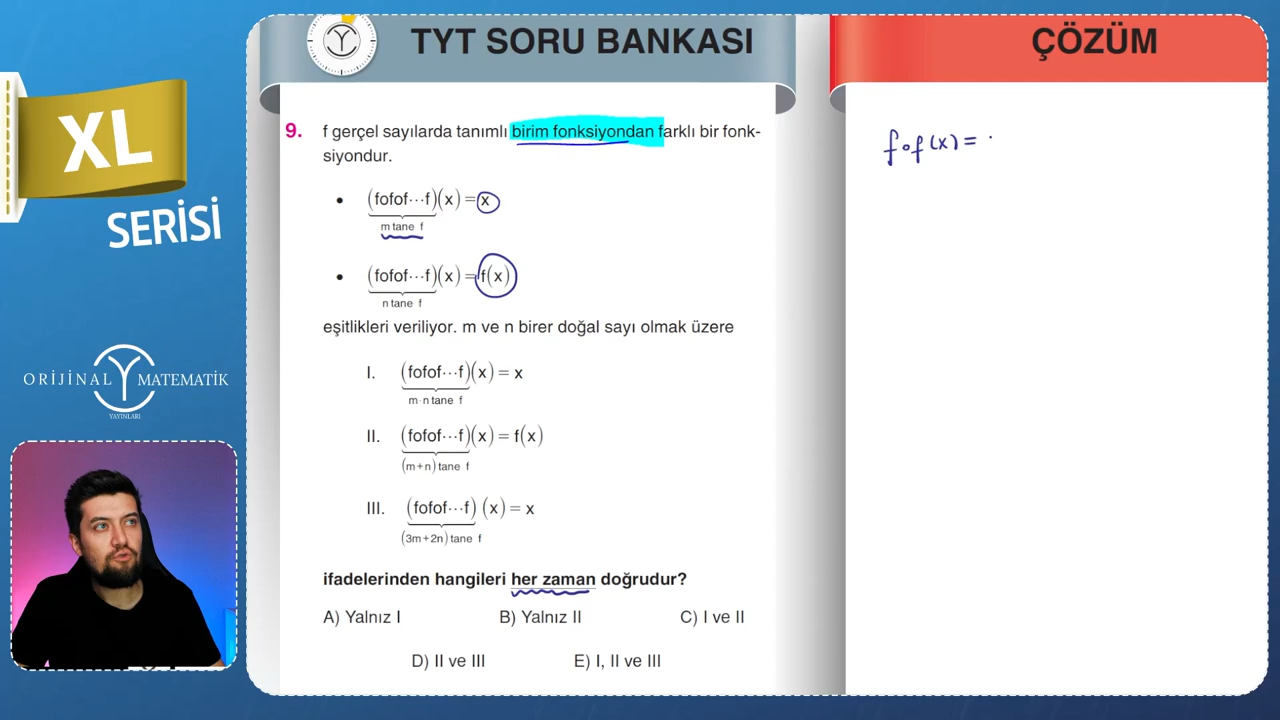 TYT SORU BANKASI
ÇÖZÜM
XL
SERİSİ
ORİJİNAL MATEMATİK
YAYINLARI
9. f gerçel sayılarda tanımlı birim fonksiyondan farklı bir fonk-
siyondur.
• (fofof···f)(x) = x
m tane f
• (fofof···f)(x) = f(x)
n tane f
eşitlikleri veriliyor. m ve n birer doğal sayı olmak üzere
I. (fofof···f)(x) = x
m·n tane f
II. (fofof···f)(x) = f(x)
(m+n) tane f
III. (fofof···f) (x) = x
(3m+2n) tane f
ifadelerinden hangileri her zaman doğrudur?
A) Yalnız I B) Yalnız II C) I ve II
D) II ve III E) I, II ve III
fof(x) =